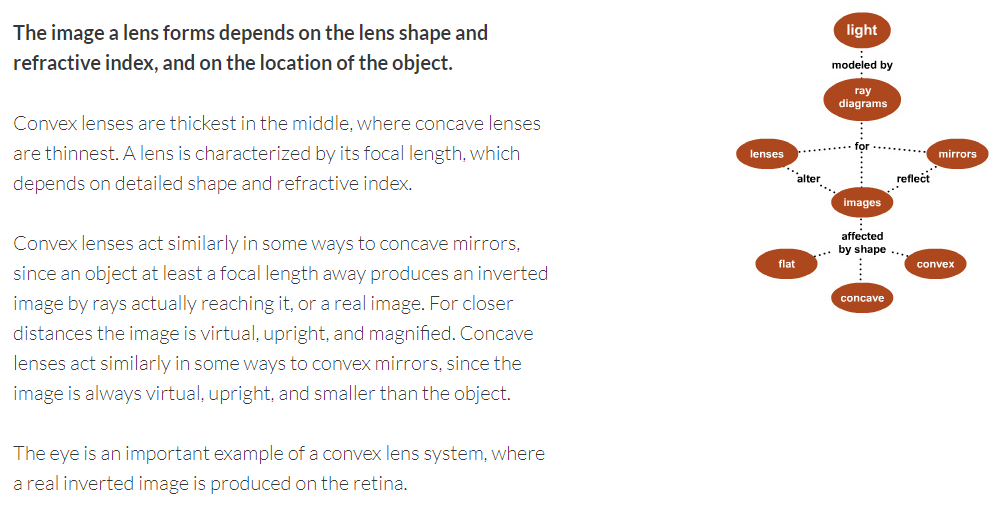 The image a lens forms depends on the lens shape and
refractive index, and on the location of the object.
Convex lenses are thickest in the middle, where concave lenses
are thinnest. A lens is characterized by its focal length, which
depends on detailed shape and refractive index.
Convex lenses act similarly in some ways to concave mirrors,
since an object at least a focal length away produces an inverted
image by rays actually reaching it, or a real image. For closer
distances the image is virtual, upright, and magnified. Concave
lenses act similarly in some ways to convex mirrors, since the
image is always virtual, upright, and smaller than the object.
The eye is an important example of a convex lens system, where
a real inverted image is produced on the retina.
light
modeled by
ray
diagrams
for
lenses
mirrors
alter
reflect
images
affected
by shape
flat
convex
concave